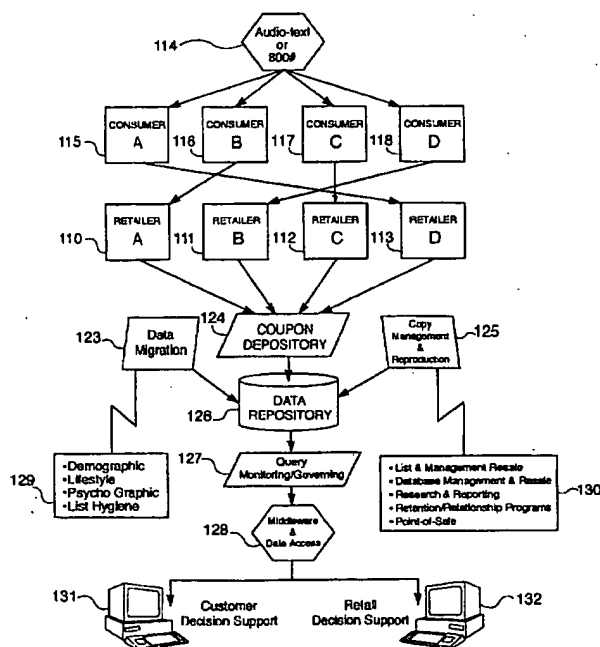 114
Audio-text
or
800#
CONSUMER
A
CONSUMER
B
CONSUMER
C
CONSUMER
D
115
116
117
118
RETAILER
A
RETAILER
B
RETAILER
C
RETAILER
D
110
111
112
113
124
COUPON
DEPOSITORY
123
Data
Migration
Copy
Management
&
Reproduction
125
126
DATA
REPOSITORY
127
Query
Monitoring/Governing
129
•Demographic
•Lifestyle
•Psycho Graphic
•List Hygiene
• List & Management Resale
• Database Management & Resale
• Research & Reporting
• Retention/Relationship Programs
• Point-of-Sale
130
128
Middleware
&
Data Access
131
Customer
Decision Support
Retail
Decision Support
132